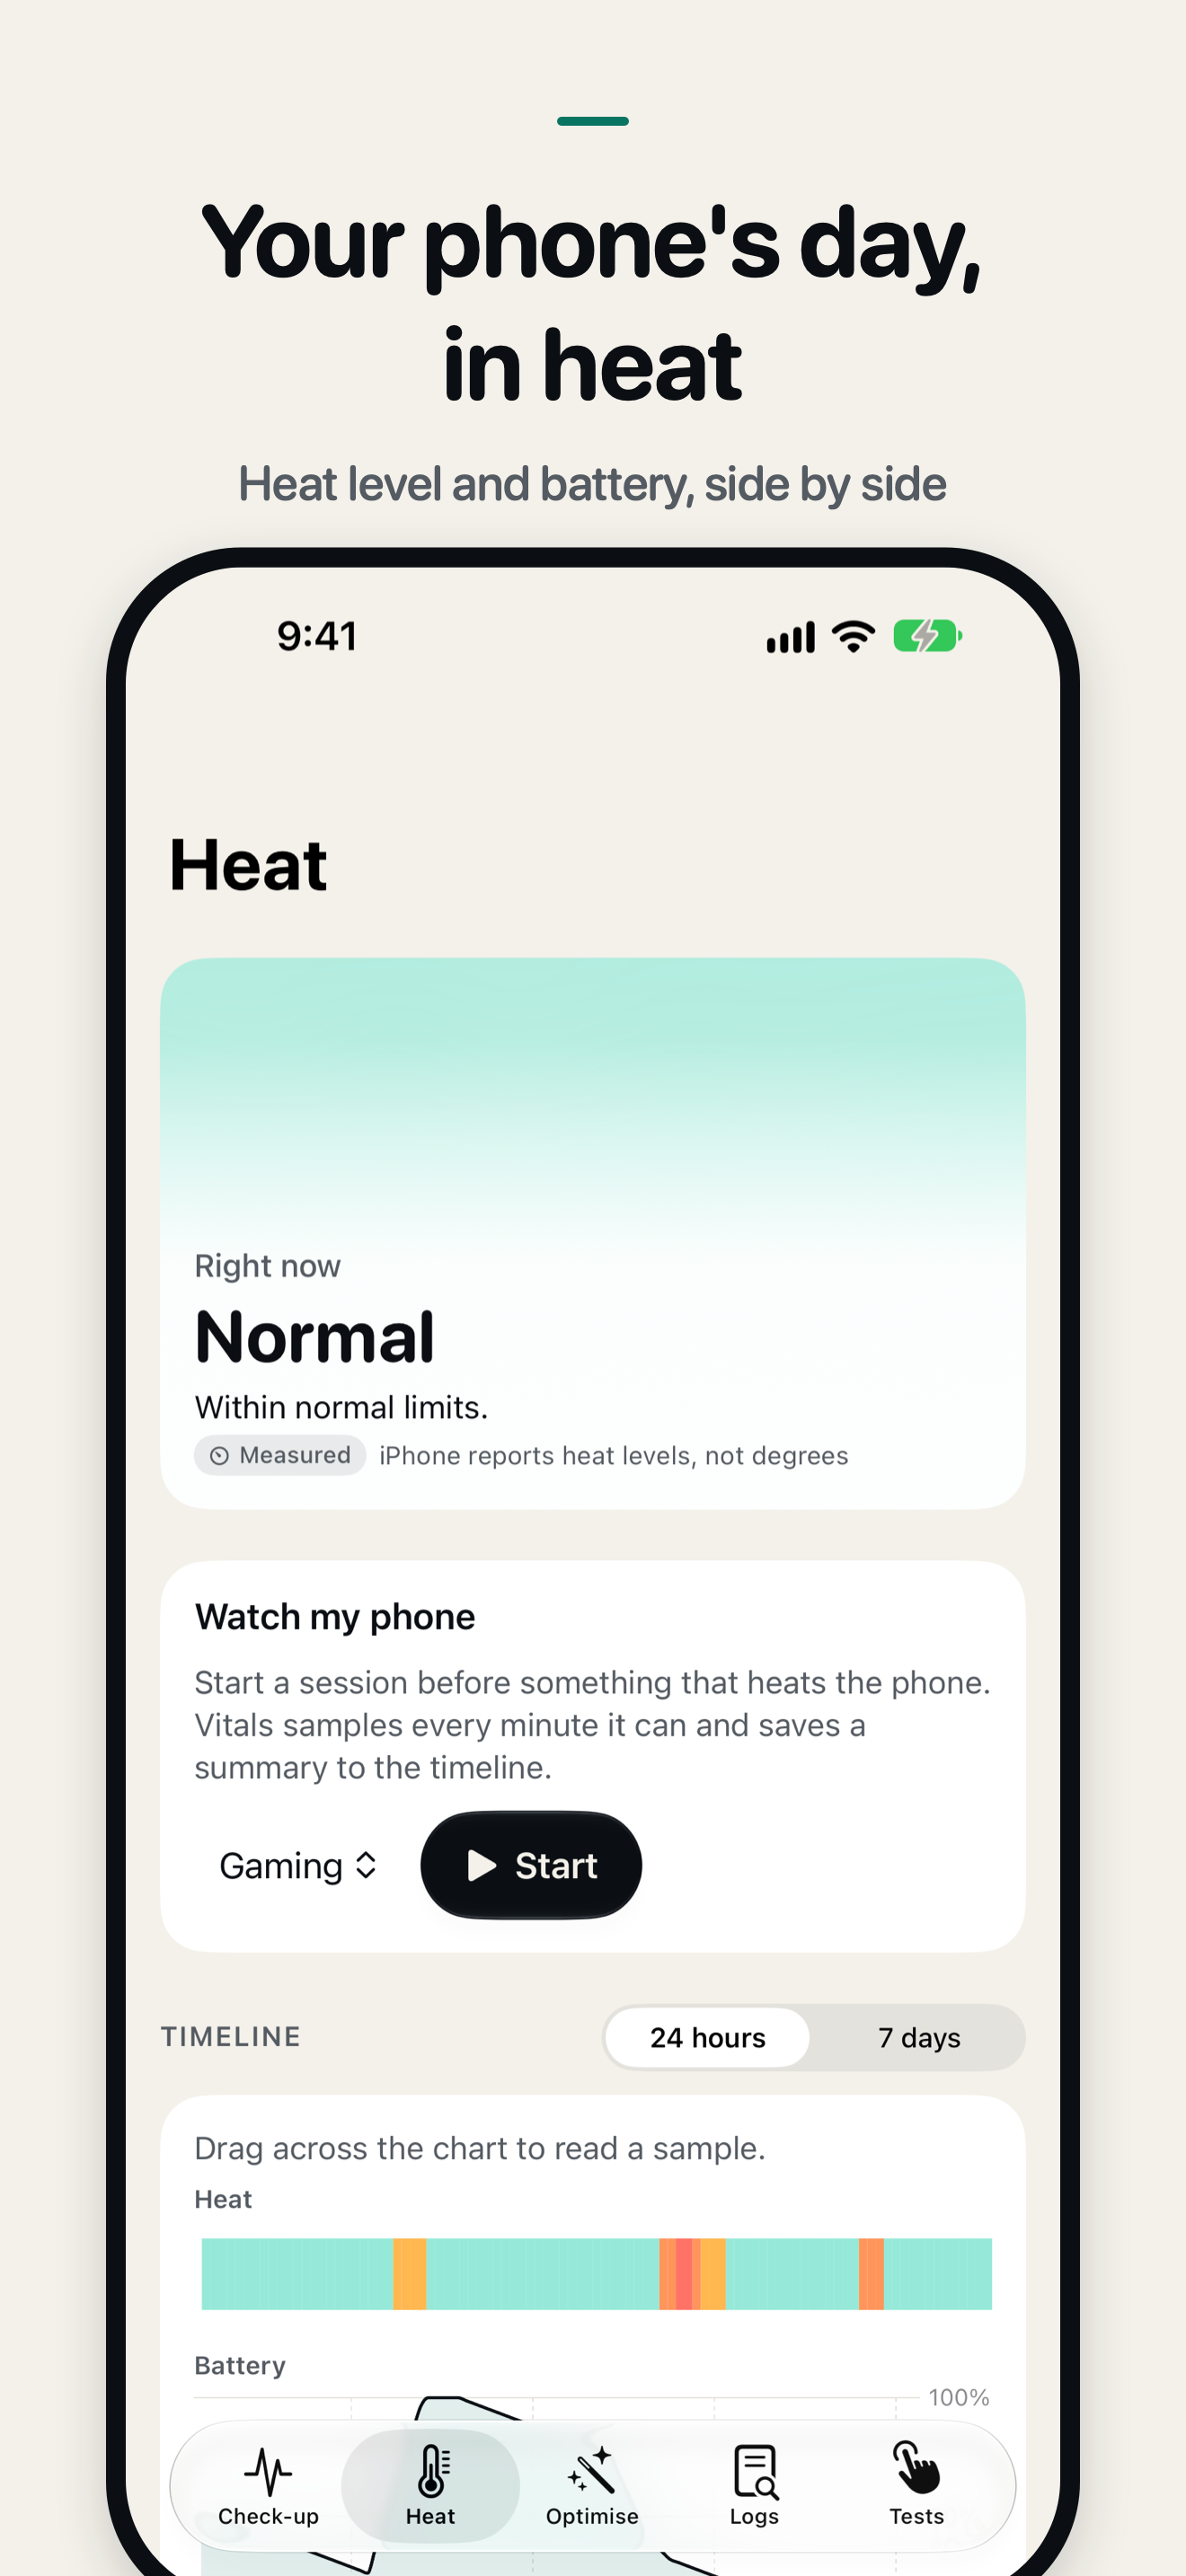 Your phone's day,
in heat
Heat level and battery, side by side
9:41
Heat
Right now
Normal
Within normal limits.
Measured iPhone reports heat levels, not degrees
Watch my phone
Start a session before something that heats the phone.
Vitals samples every minute it can and saves a
summary to the timeline.
Gaming Start
TIMELINE 24 hours 7 days
Drag across the chart to read a sample.
Heat
Battery
100%
Check-up Heat Optimise Logs Tests